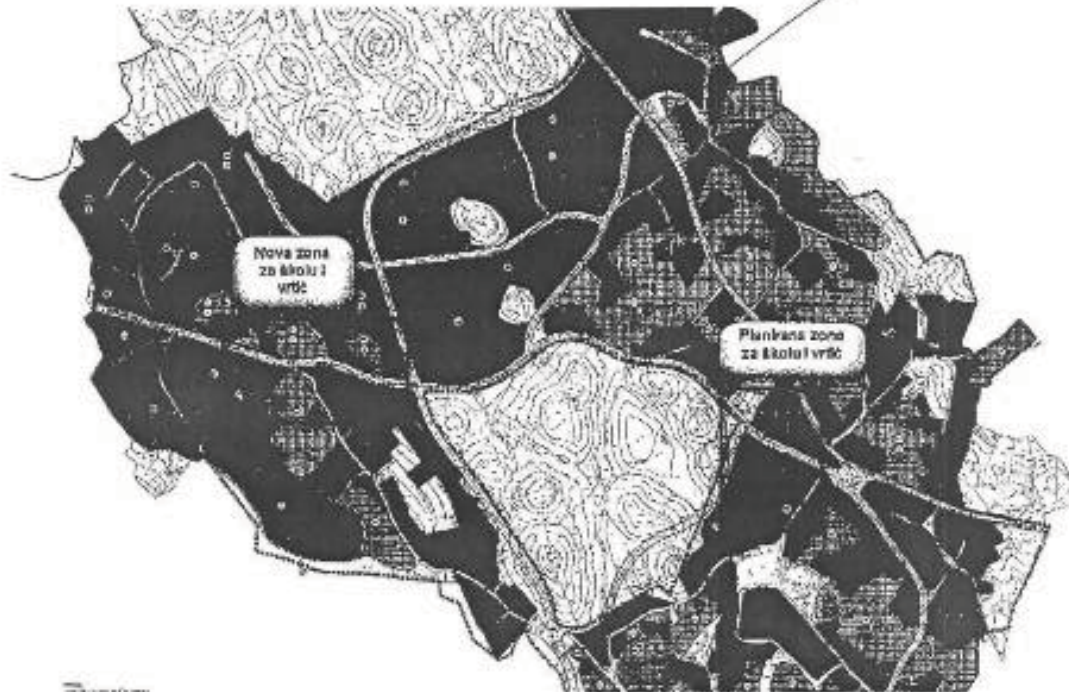 Nova zona
za školu i
vrtić
Planirana zona
za školu i vrtić